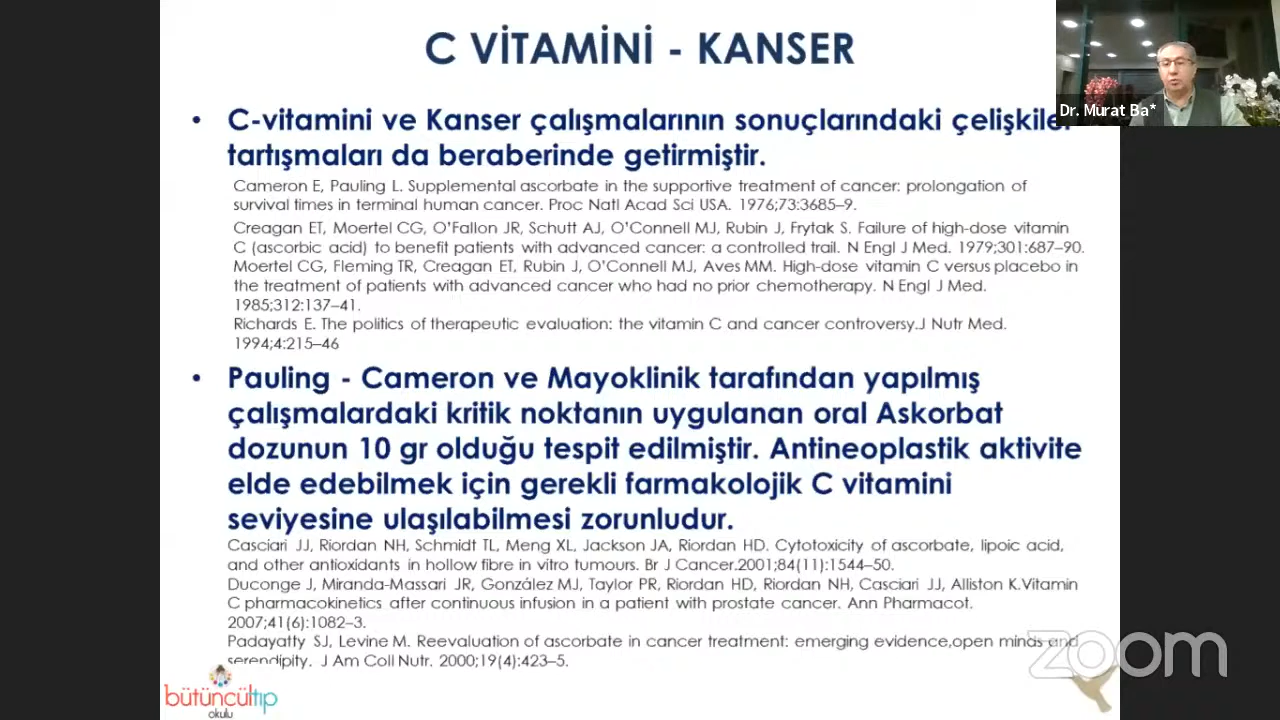 C VİTAMİNİ - KANSER
Dr. Murat Ba*
• C-vitamini ve Kanser çalışmalarının sonuçlarındaki çelişkile
tartışmaları da beraberinde getirmiştir.
Cameron E, Pauling L. Supplemental ascorbate in the supportive treatment of cancer: prolongation of
survival times in terminal human cancer. Proc Natl Acad Sci USA. 1976;73:3685–9.
Creagan ET, Moertel CG, O’Fallon JR, Schutt AJ, O’Connell MJ, Rubin J, Frytak S. Failure of high-dose vitamin
C (ascorbic acid) to benefit patients with advanced cancer: a controlled trail. N Engl J Med. 1979;301:687–90.
Moertel CG, Fleming TR, Creagan ET, Rubin J, O’Connell MJ, Aves MM. High-dose vitamin C versus placebo in
the treatment of patients with advanced cancer who had no prior chemotherapy. N Engl J Med.
1985;312:137–41.
Richards E. The politics of therapeutic evaluation: the vitamin C and cancer controversy.J Nutr Med.
1994;4:215–46
• Pauling - Cameron ve Mayoklinik tarafından yapılmış
çalışmalardaki kritik noktanın uygulanan oral Askorbat
dozunun 10 gr olduğu tespit edilmiştir. Antineoplastik aktivite
elde edebilmek için gerekli farmakolojik C vitamini
seviyesine ulaşılabilmesi zorunludur.
Casciari JJ, Riordan NH, Schmidt TL, Meng XL, Jackson JA, Riordan HD. Cytotoxicity of ascorbate, lipoic acid,
and other antioxidants in hollow fibre in vitro tumours. Br J Cancer.2001;84(11):1544–50.
Duconge J, Miranda-Massari JR, González MJ, Taylor PR, Riordan HD, Riordan NH, Casciari JJ, Alliston K.Vitamin
C pharmacokinetics after continuous infusion in a patient with prostate cancer. Ann Pharmacot.
2007;41(6):1082–3.
Padayatty SJ, Levine M. Reevaluation of ascorbate in cancer treatment: emerging evidence,open minds and
serendipity. J Am Coll Nutr. 2000;19(4):423–5.
zoom
bütüncül tıp
okulu